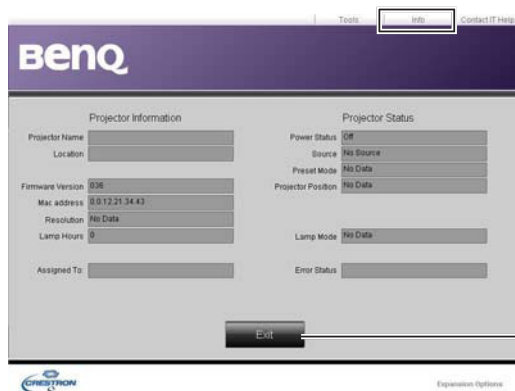 Tools Info Contact IT Help
BenQ
Projector Information
Projector Status
Projector Name
Location
Firmware Version 036
Mac address 0.0.12.21.34.43
Resolution No Data
Lamp Hours 0
Assigned To:
Power Status Off
Source No Source
Preset Mode No Data
Projector Position No Data
Lamp Mode No Data
Error Status
Exit
CRESTRON
Expansion Options